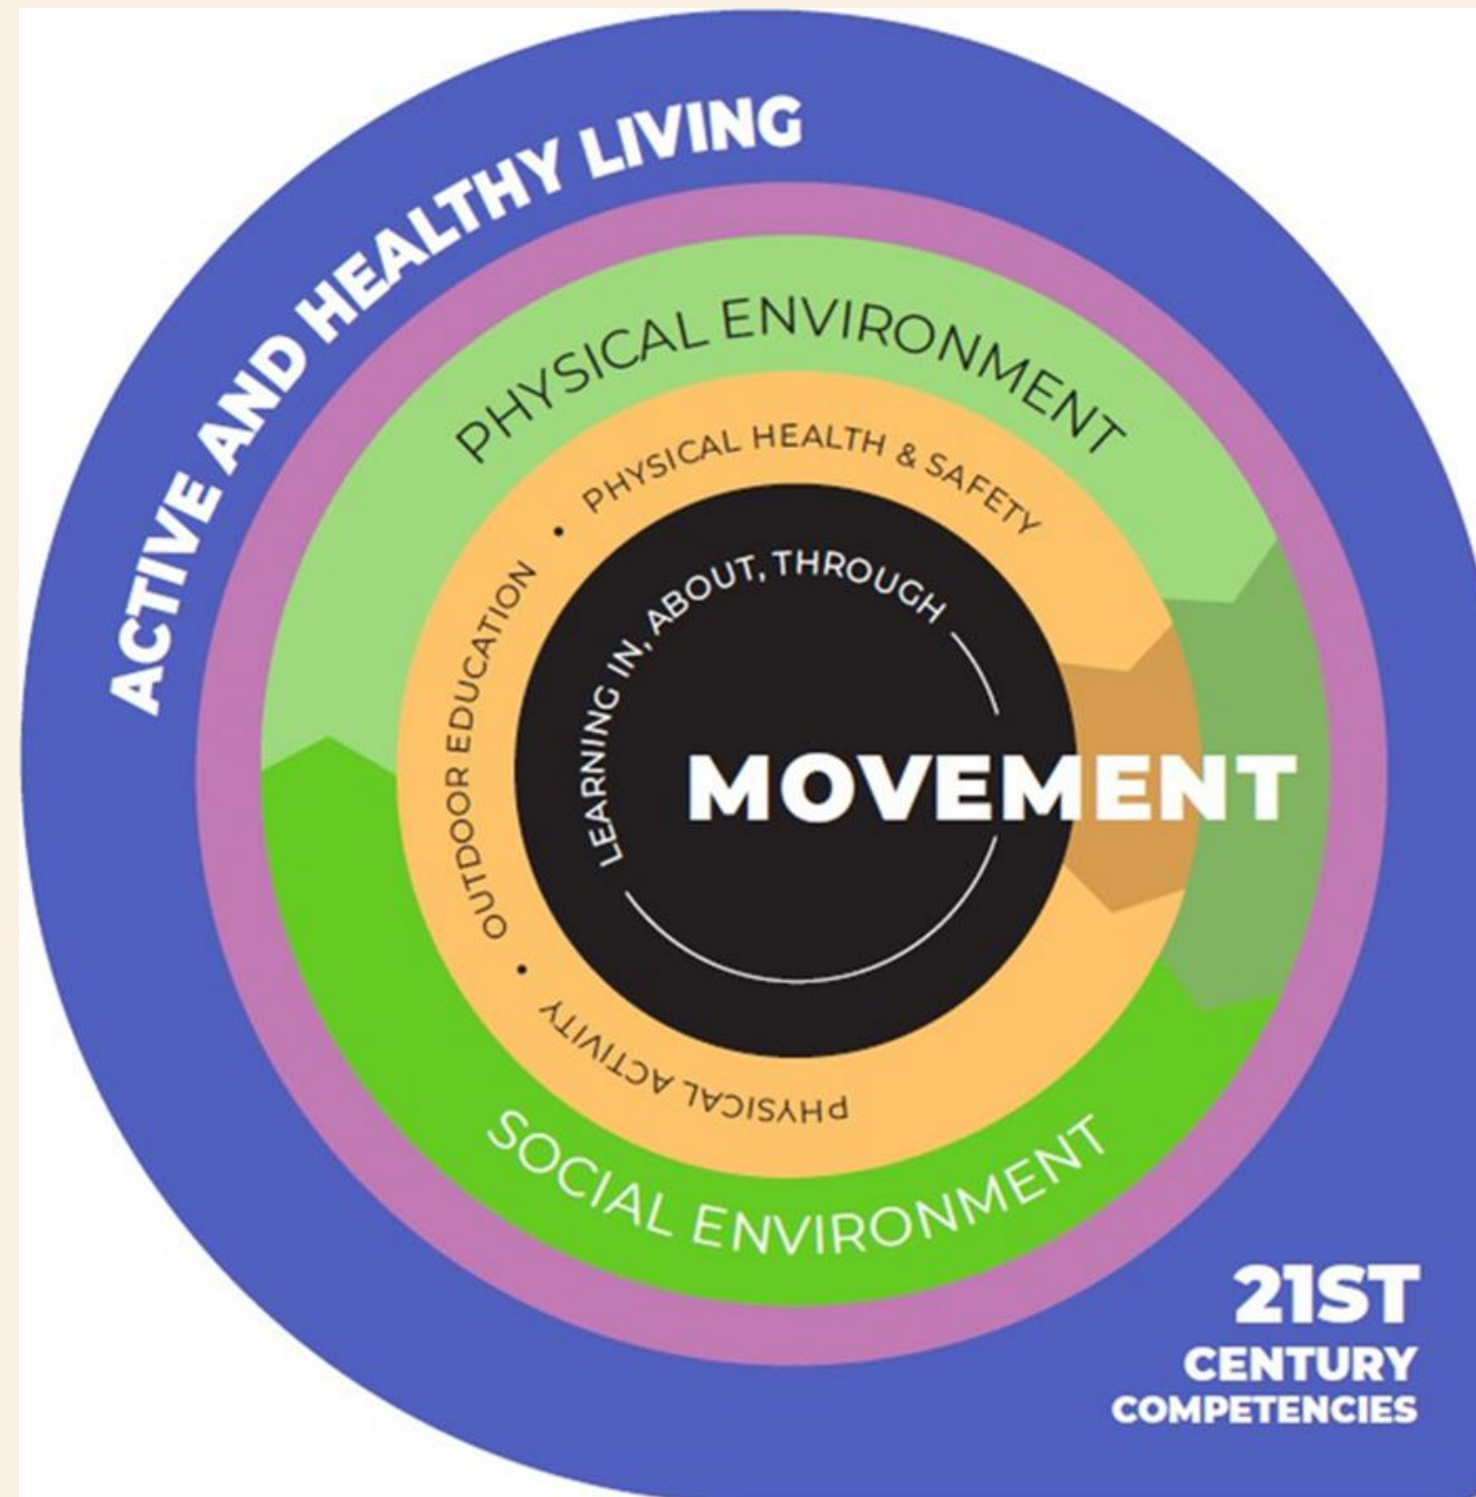 ACTIVE AND HEALTHY LIVING
PHYSICAL ENVIRONMENT
PHYSICAL ACTIVITY • OUTDOOR EDUCATION • PHYSICAL HEALTH & SAFETY
LEARNING IN, ABOUT, THROUGH
MOVEMENT
SOCIAL ENVIRONMENT
21ST
CENTURY
COMPETENCIES